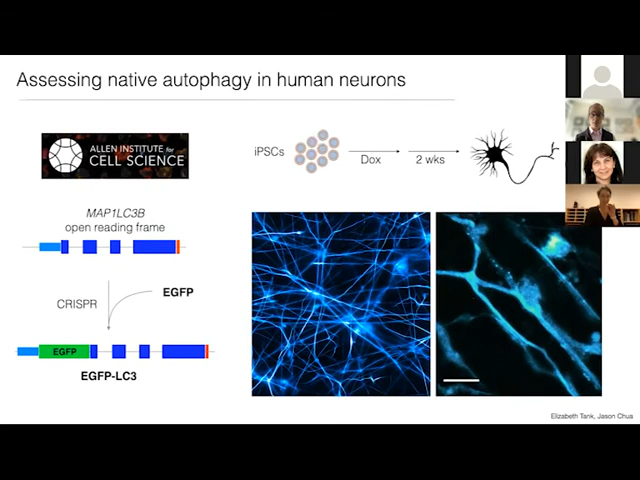 Assessing native autophagy in human neurons
ALLEN INSTITUTE for
CELL SCIENCE
iPSCs
Dox
2 wks
MAP1LC3B
open reading frame
CRISPR
EGFP
EGFP
EGFP-LC3
Elizabeth Tank, Jason Chua